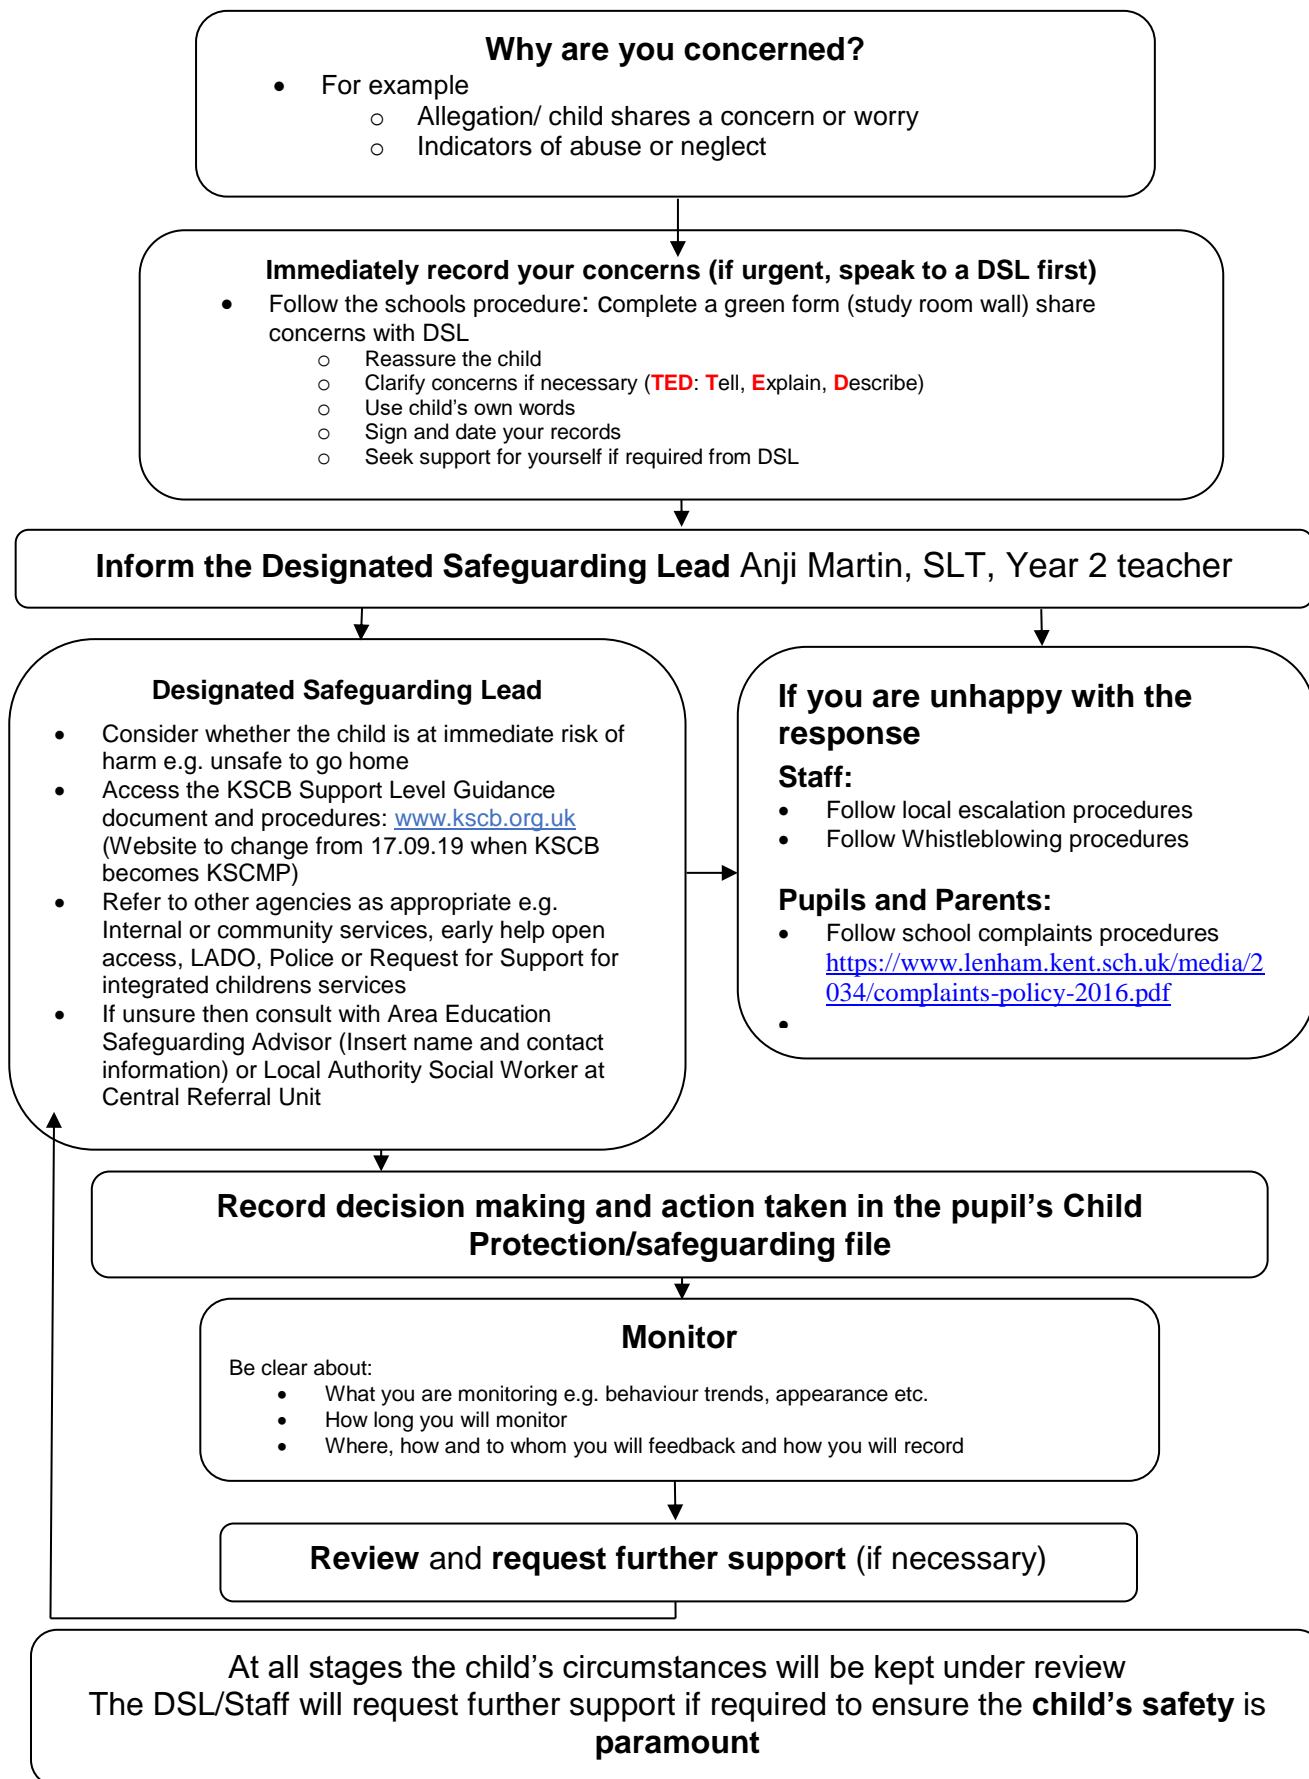 Why are you concerned?
• For example
o Allegation/ child shares a concern or worry
o Indicators of abuse or neglect
Immediately record your concerns (if urgent, speak to a DSL first)
• Follow the schools procedure: complete a green form (study room wall) share
concerns with DSL
o Reassure the child
o Clarify concerns if necessary (TED: Tell, Explain, Describe)
o Use child's own words
o Sign and date your records
o Seek support for yourself if required from DSL
Inform the Designated Safeguarding Lead Anji Martin, SLT, Year 2 teacher
Designated Safeguarding Lead
• Consider whether the child is at immediate risk of
harm e.g. unsafe to go home
• Access the KSCB Support Level Guidance
document and procedures: www.kscb.org.uk
(Website to change from 17.09.19 when KSCB
becomes KSCMP)
• Refer to other agencies as appropriate e.g.
Internal or community services, early help open
access, LADO, Police or Request for Support for
integrated childrens services
• If unsure then consult with Area Education
Safeguarding Advisor (Insert name and contact
information) or Local Authority Social Worker at
Central Referral Unit
If you are unhappy with the
response
Staff:
• Follow local escalation procedures
• Follow Whistleblowing procedures
Pupils and Parents:
• Follow school complaints procedures
https://www.lenham.kent.sch.uk/media/2
034/complaints-policy-2016.pdf
•
Record decision making and action taken in the pupil's Child
Protection/safeguarding file
Monitor
Be clear about:
• What you are monitoring e.g. behaviour trends, appearance etc.
• How long you will monitor
• Where, how and to whom you will feedback and how you will record
Review and request further support (if necessary)
At all stages the child's circumstances will be kept under review
The DSL/Staff will request further support if required to ensure the child's safety is
paramount